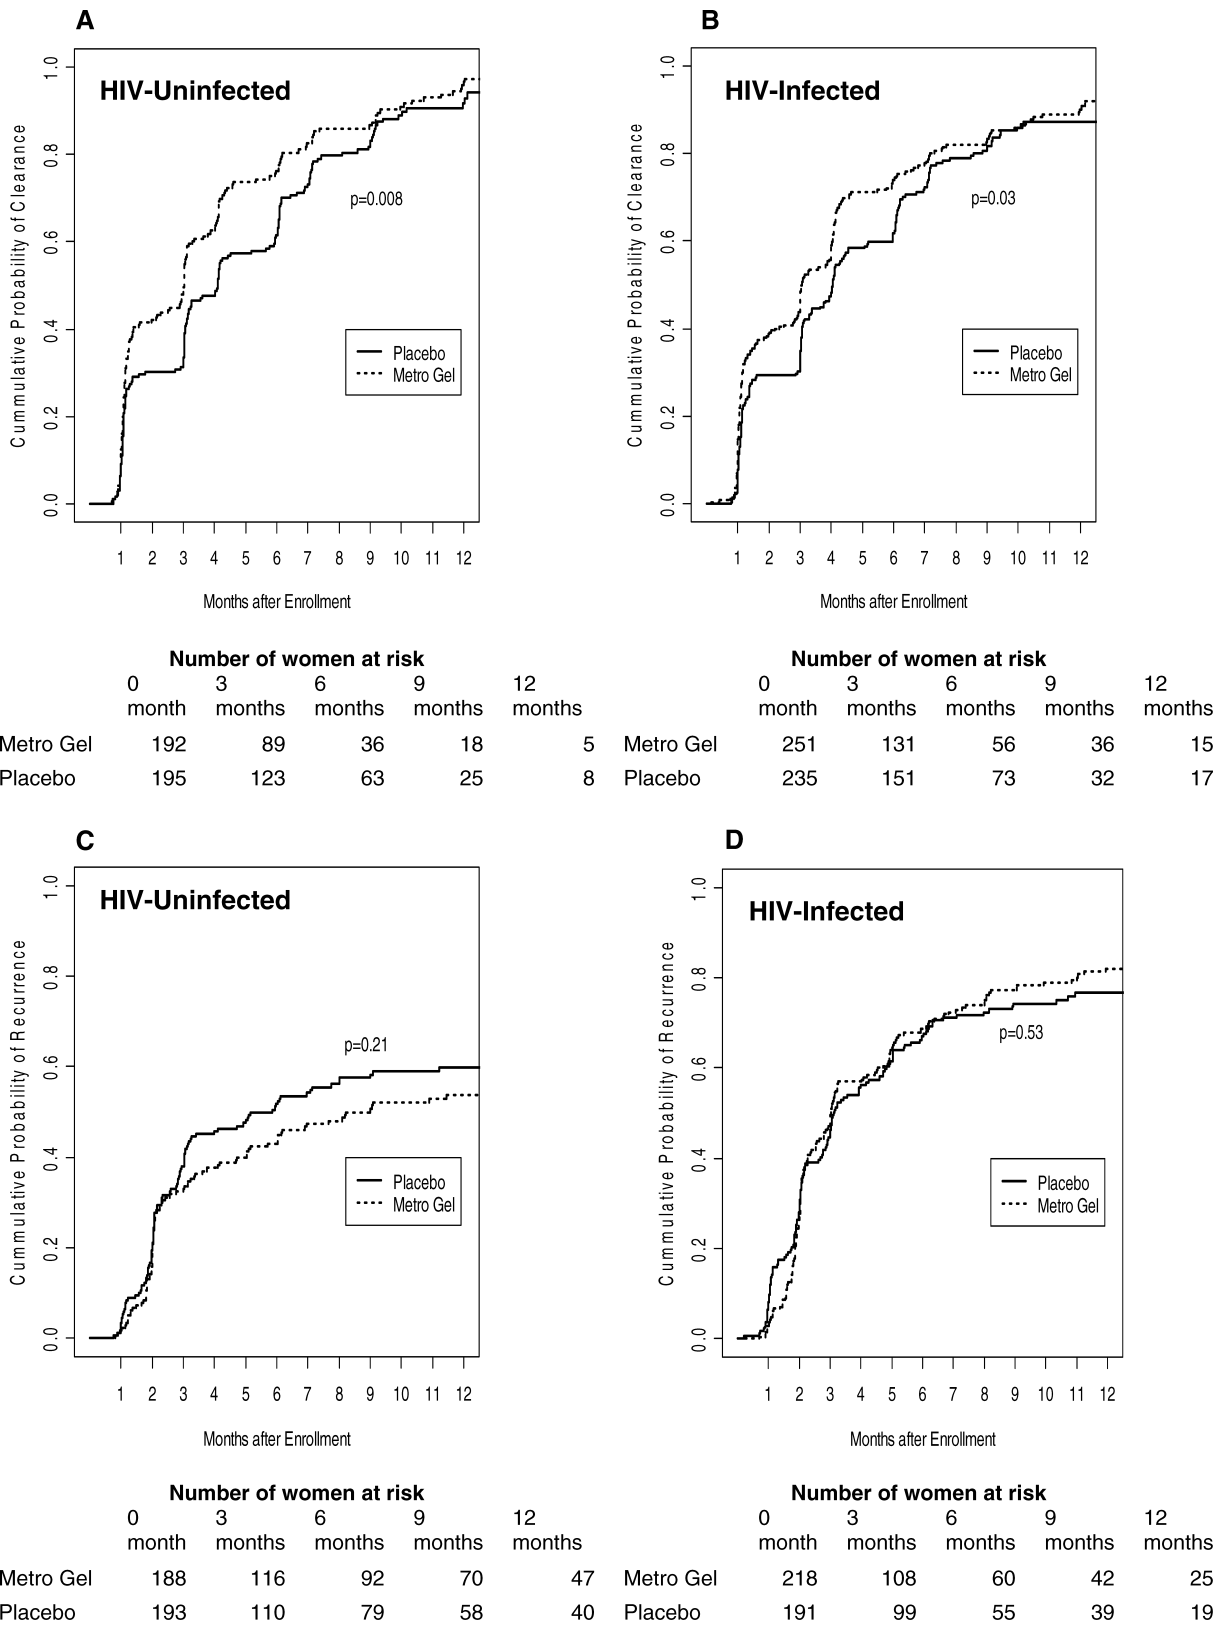 A
HIV-Uninfected
Cummulative Probability of Clearance
1.0
0.8
0.6
0.4
0.2
0.0
p=0.008
Placebo
Metro Gel
1 2 3 4 5 6 7 8 9 10 11 12
Months after Enrollment
Number of women at risk
0 3 6 9 12
month months months months months
Metro Gel 192 89 36 18 5
Placebo 195 123 63 25 8
B
HIV-Infected
Cummulative Probability of Clearance
1.0
0.8
0.6
0.4
0.2
0.0
p=0.03
Placebo
Metro Gel
1 2 3 4 5 6 7 8 9 10 11 12
Months after Enrollment
Number of women at risk
0 3 6 9 12
month months months months months
Metro Gel 251 131 56 36 15
Placebo 235 151 73 32 17
C
HIV-Uninfected
Cummulative Probability of Recurrence
1.0
0.8
0.6
0.4
0.2
0.0
p=0.21
Placebo
Metro Gel
1 2 3 4 5 6 7 8 9 10 11 12
Months after Enrollment
Number of women at risk
0 3 6 9 12
month months months months months
Metro Gel 188 116 92 70 47
Placebo 193 110 79 58 40
D
HIV-Infected
Cummulative Probability of Recurrence
1.0
0.8
0.6
0.4
0.2
0.0
p=0.53
Placebo
Metro Gel
1 2 3 4 5 6 7 8 9 10 11 12
Months after Enrollment
Number of women at risk
0 3 6 9 12
month months months months months
Metro Gel 218 108 60 42 25
Placebo 191 99 55 39 19